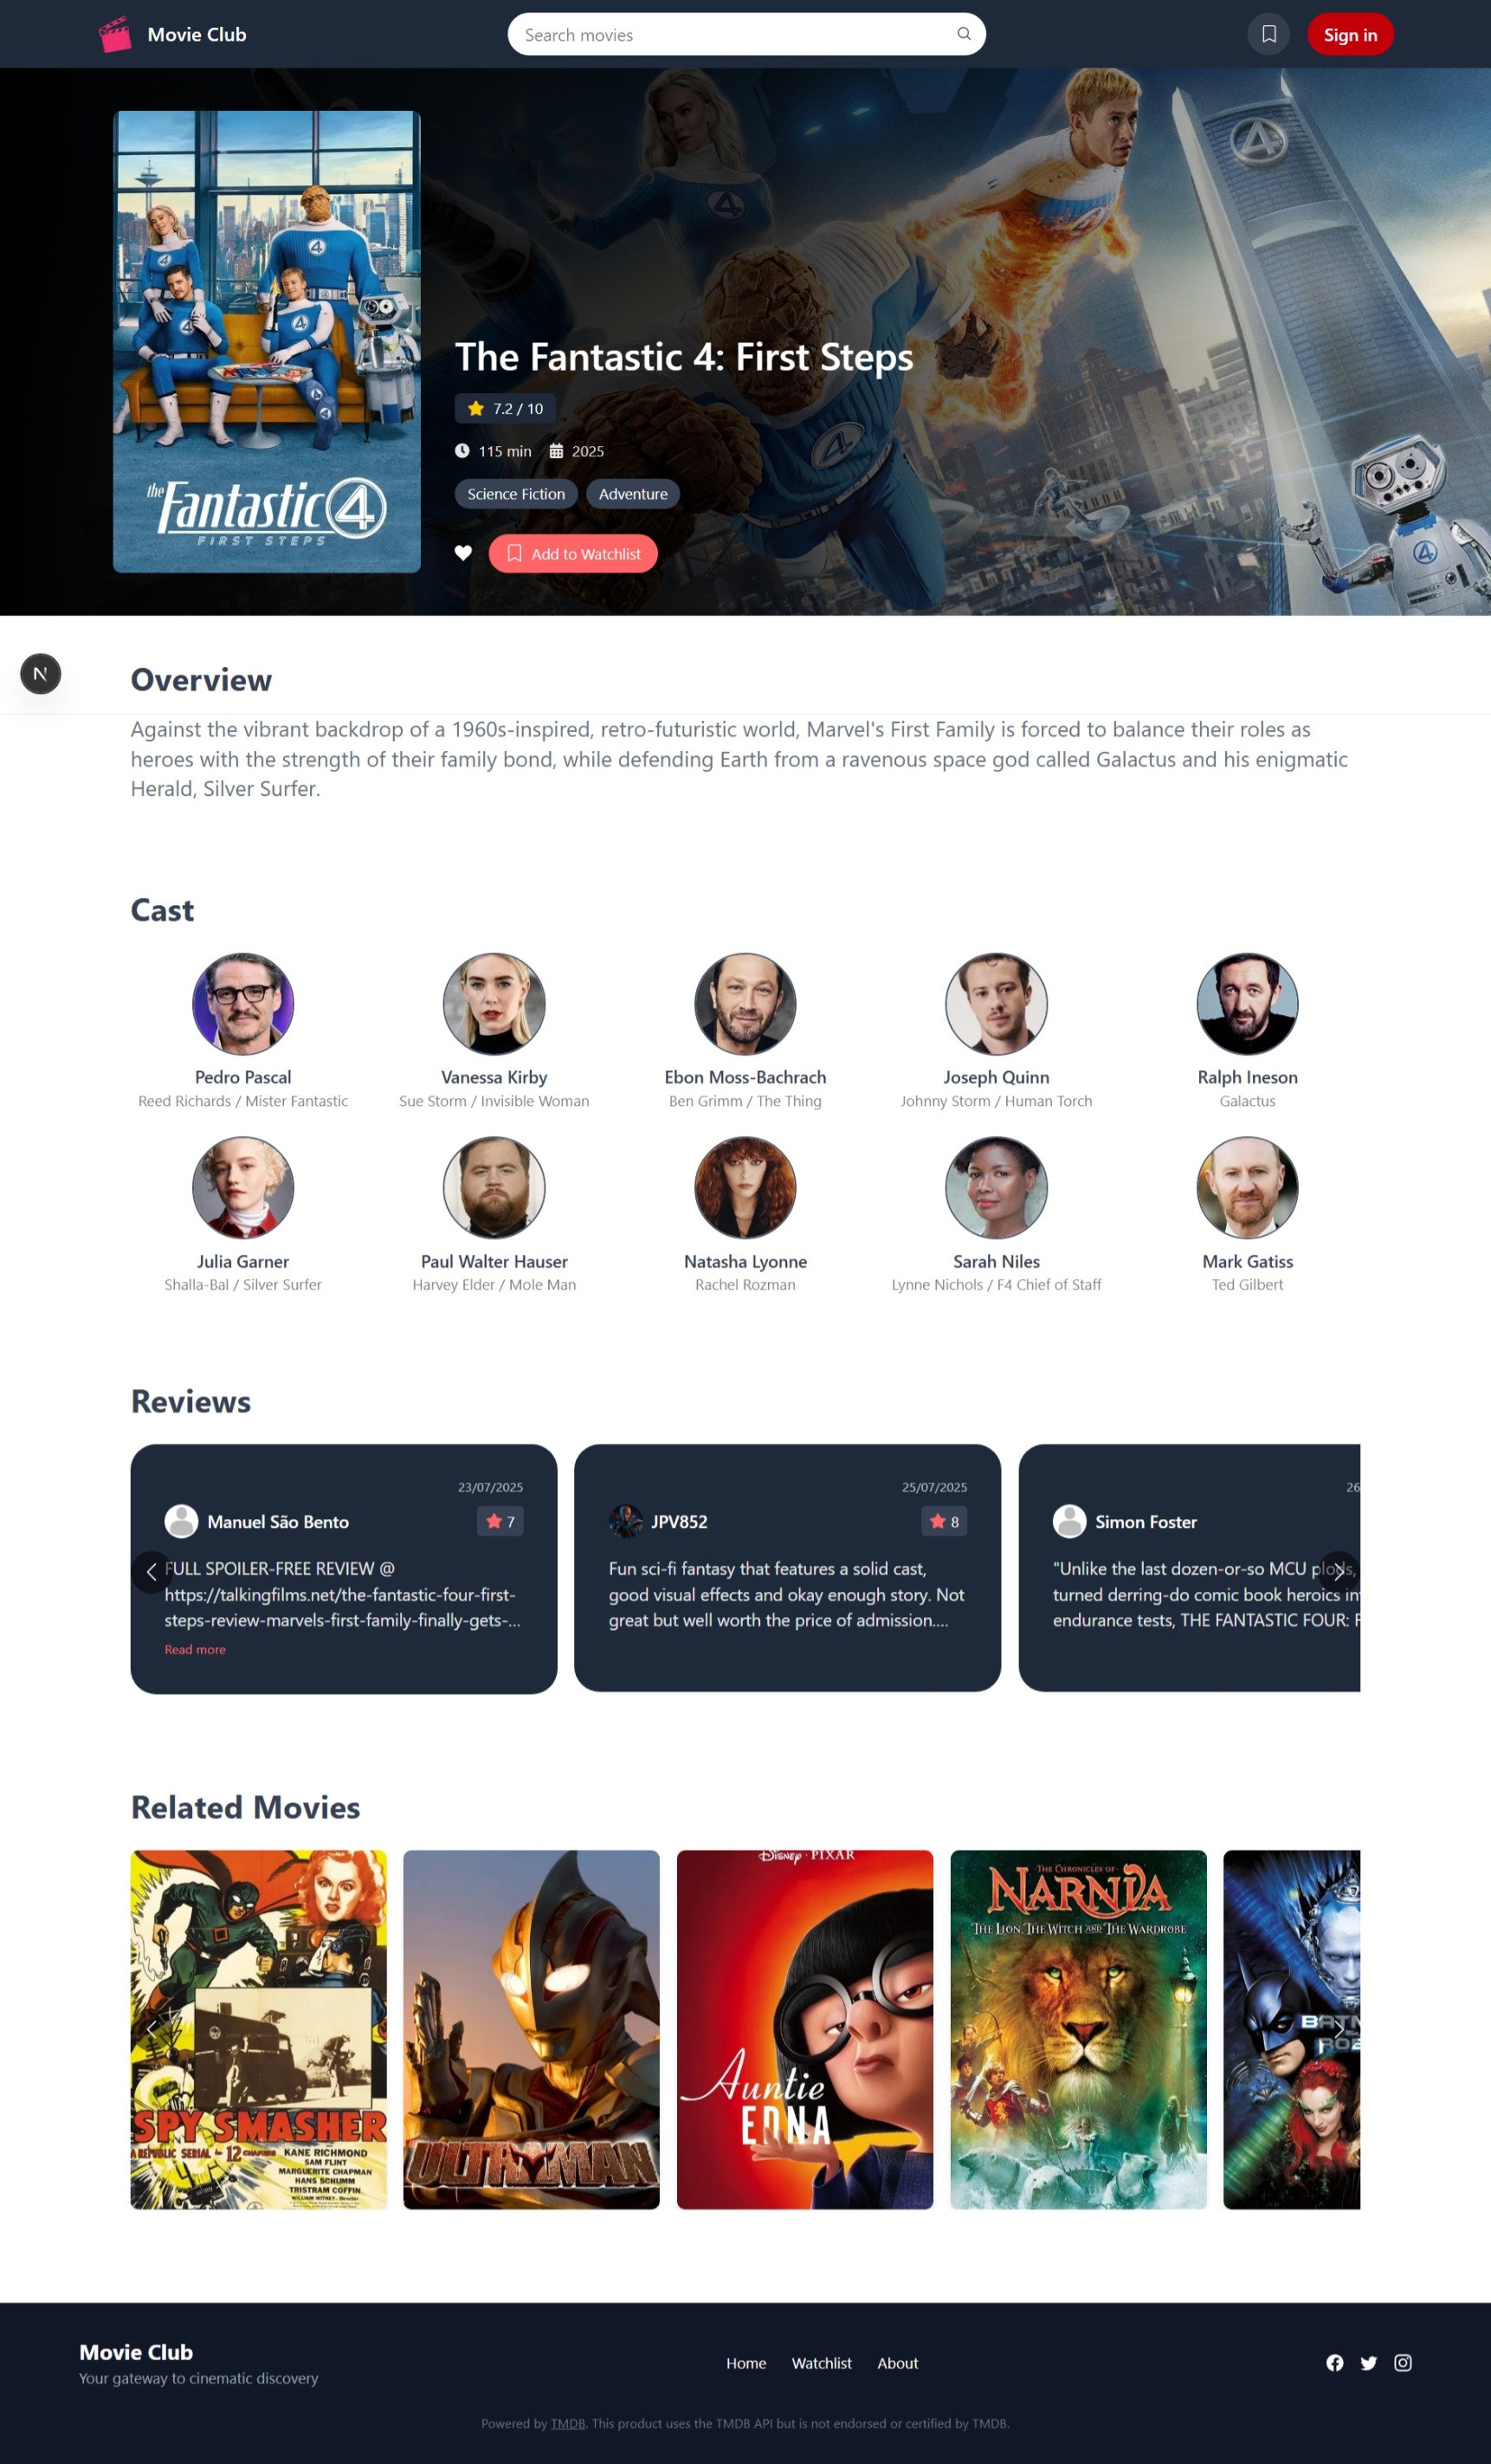 Movie Club
Search movies
Sign in
the Fantastic 4
FIRST STEPS
The Fantastic 4: First Steps
7.2 / 10
115 min 2025
Science Fiction Adventure
Add to Watchlist
N
Overview
Against the vibrant backdrop of a 1960s-inspired, retro-futuristic world, Marvel's First Family is forced to balance their roles as
heroes with the strength of their family bond, while defending Earth from a ravenous space god called Galactus and his enigmatic
Herald, Silver Surfer.
Cast
Pedro Pascal
Reed Richards / Mister Fantastic
Vanessa Kirby
Sue Storm / Invisible Woman
Ebon Moss-Bachrach
Ben Grimm / The Thing
Joseph Quinn
Johnny Storm / Human Torch
Ralph Ineson
Galactus
Julia Garner
Shalla-Bal / Silver Surfer
Paul Walter Hauser
Harvey Elder / Mole Man
Natasha Lyonne
Rachel Rozman
Sarah Niles
Lynne Nichols / F4 Chief of Staff
Mark Gatiss
Ted Gilbert
Reviews
23/07/2025
Manuel São Bento
7
FULL SPOILER-FREE REVIEW @
https://talkingfilms.net/the-fantastic-four-first-
steps-review-marvels-first-family-finally-gets-...
Read more
25/07/2025
JPV852
8
Fun sci-fi fantasy that features a solid cast,
good visual effects and okay enough story. Not
great but well worth the price of admission....
26
Simon Foster
"Unlike the last dozen-or-so MCU plods,
turned derring-do comic book heroics in
endurance tests, THE FANTASTIC FOUR: F
Related Movies
SPY SMASHER
A REPUBLIC SERIAL in 12 CHAPTERS
KANE RICHMOND
SAM FLINT
MARGUERITE CHAPMAN
HANS SCHUMM
TRISTRAM COFFIN
WILLIAM WITNEY - Director
ULTRAMAN
DISNEY · PIXAR
Auntie
EDNA
THE CHRONICLES OF
NARNIA
THE LION, THE WITCH AND THE WARDROBE
Movie Club
Your gateway to cinematic discovery
Home Watchlist About
Powered by TMDB. This product uses the TMDB API but is not endorsed or certified by TMDB.